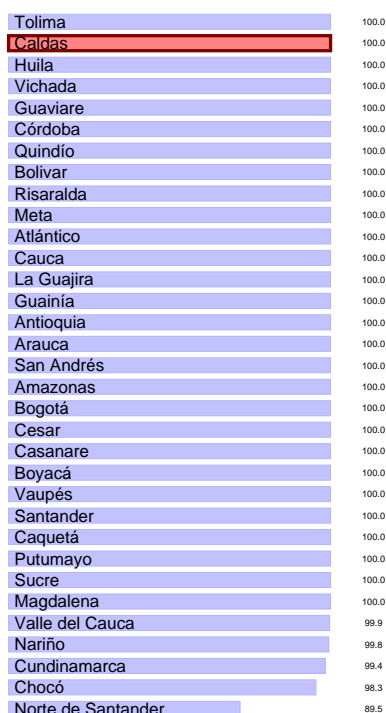 Tolima 100.0
Caldas 100.0
Huila 100.0
Vichada 100.0
Guaviare 100.0
Córdoba 100.0
Quindío 100.0
Bolivar 100.0
Risaralda 100.0
Meta 100.0
Atlántico 100.0
Cauca 100.0
La Guajira 100.0
Guainía 100.0
Antioquia 100.0
Arauca 100.0
San Andrés 100.0
Amazonas 100.0
Bogotá 100.0
Cesar 100.0
Casanare 100.0
Boyacá 100.0
Vaupés 100.0
Santander 100.0
Caquetá 100.0
Putumayo 100.0
Sucre 100.0
Magdalena 100.0
Valle del Cauca 99.9
Nariño 99.8
Cundinamarca 99.4
Chocó 98.3
Norte de Santander 89.5